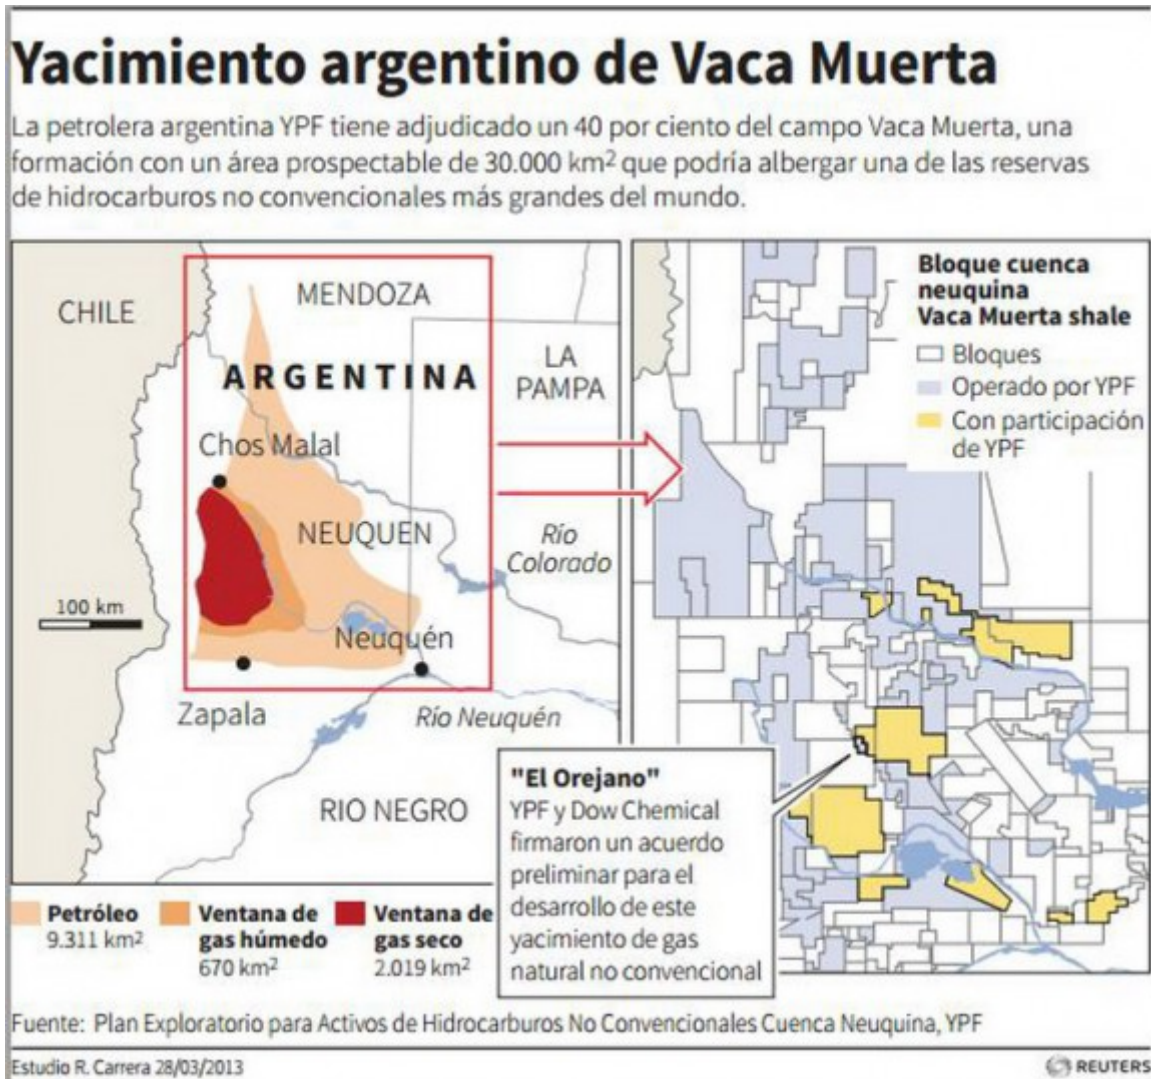 Yacimiento argentino de Vaca Muerta
La petrolera argentina YPF tiene adjudicado un 40 por ciento del campo Vaca Muerta, una
formación con un área prospectable de 30.000 km² que podría albergar una de las reservas
de hidrocarburos no convencionales más grandes del mundo.
CHILE
MENDOZA
ARGENTINA
LA
PAMPA
Chos Malal
NEUQUEN
Río
Colorado
100 km
Neuquén
Zapala
Río Neuquén
RIO NEGRO
Bloque cuenca
neuquina
Vaca Muerta shale
Bloques
Operado por YPF
Con participación
de YPF
"El Orejano"
YPF y Dow Chemical
firmaron un acuerdo
preliminar para el
desarrollo de este
yacimiento de gas
natural no convencional
Petróleo
9.311 km²
Ventana de
gas húmedo
670 km²
Ventana de
gas seco
2.019 km²
Fuente: Plan Exploratorio para Activos de Hidrocarburos No Convencionales Cuenca Neuquina, YPF
Estudio R. Carrera 28/03/2013
REUTERS